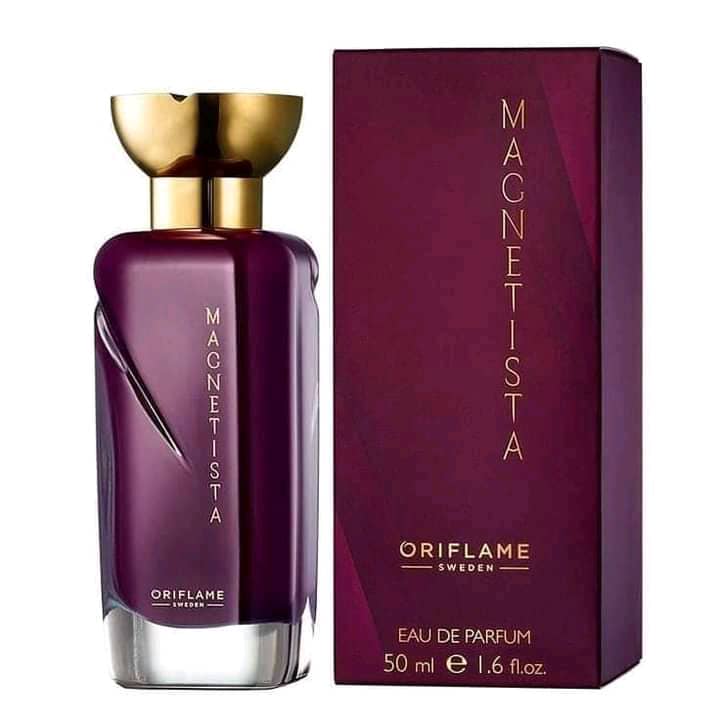 MAGNETISTA
ORIFLAME
SWEDEN
MAGNETISTA
ORIFLAME
SWEDEN
EAU DE PARFUM
50 ml e 1.6 fl.oz.